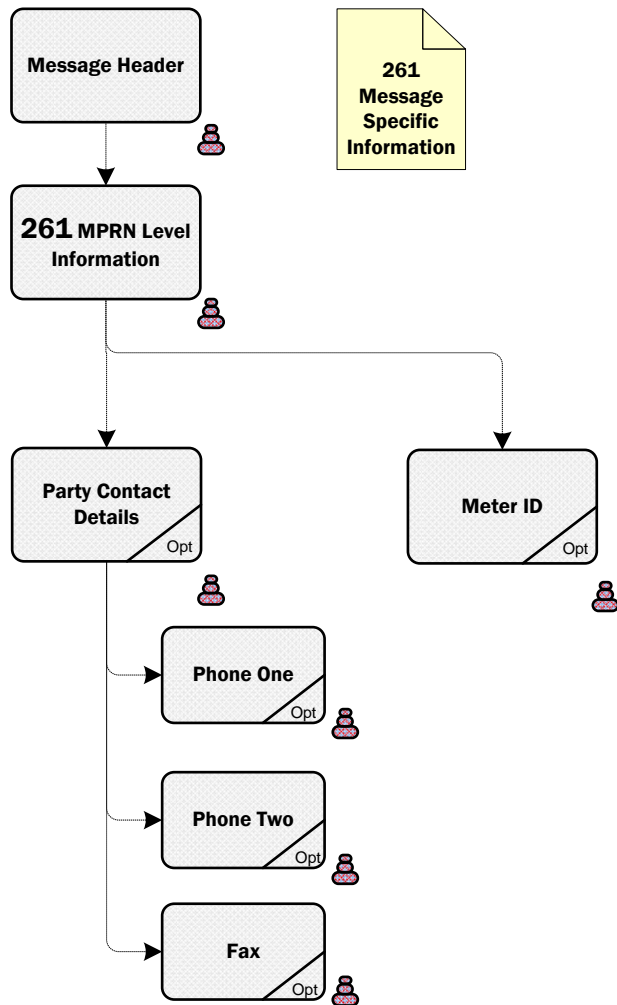 Message Header
261
Message
Specific
Information
261 MPRN Level
Information
Party Contact
Details
Opt
Meter ID
Opt
Phone One
Opt
Phone Two
Opt
Fax
Opt